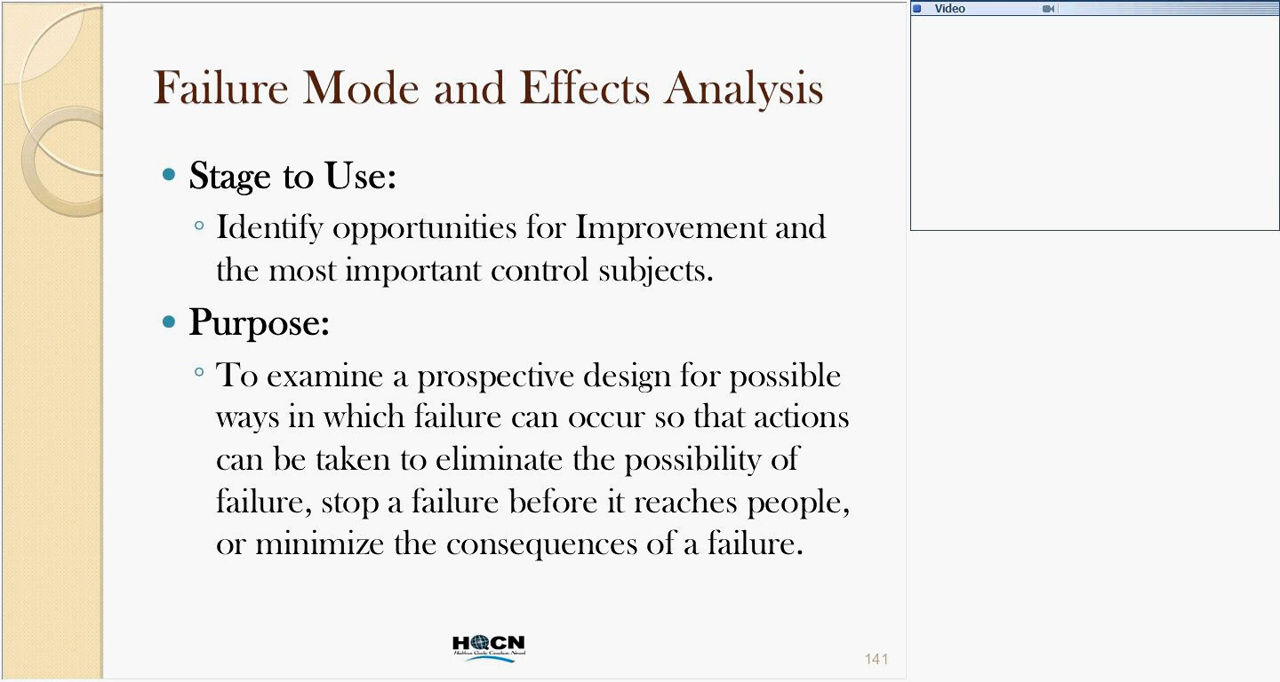 Video
Failure Mode and Effects Analysis
Stage to Use:
Identify opportunities for Improvement and
the most important control subjects.
Purpose:
To examine a prospective design for possible
ways in which failure can occur so that actions
can be taken to eliminate the possibility of
failure, stop a failure before it reaches people,
or minimize the consequences of a failure.
HQCN
141